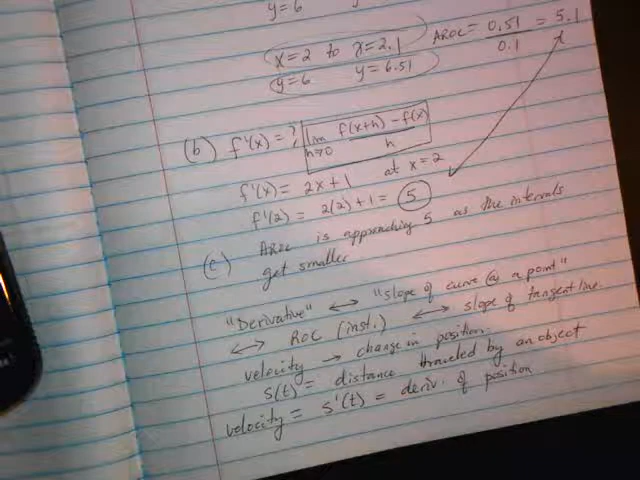 y=6
x=2 to x=2.1 AROC = 0.51/0.1 = 5.1
y=6 y=6.51
(b) f'(x) = ? lim h→0 f(x+h) - f(x) / h
f'(x) = 2x+1 at x=2
f'(2) = 2(2)+1 = 5
(c) AROC is approaching 5 as the intervals
get smaller
"Derivative" ↔ "slope of curve @ a point"
↔ ROC (inst.) ↔ slope of tangent line.
velocity → change in position.
s(t) = distance traveled by an object
velocity = s'(t) = deriv. of position